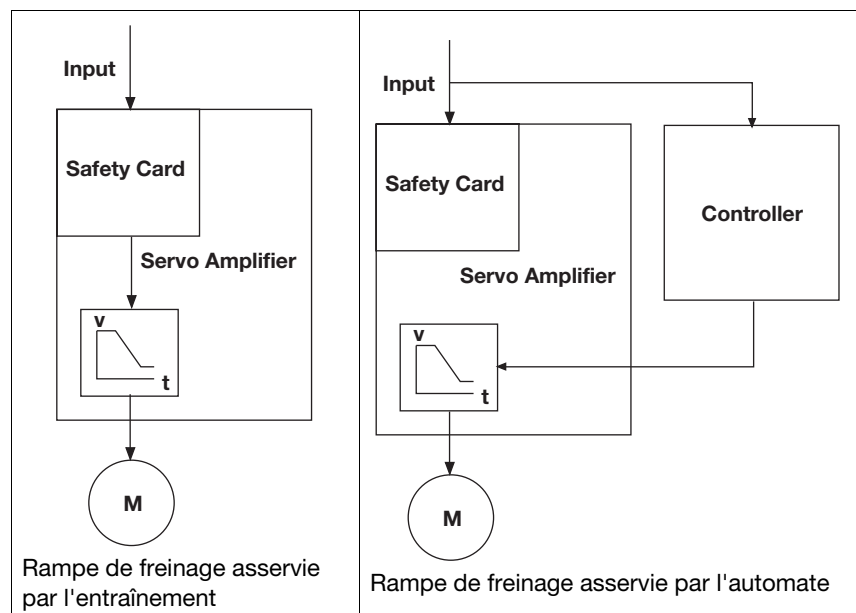 Input
Safety Card
Servo Amplifier
v
t
M
Rampe de freinage asservie
par l'entraînement
Input
Safety Card
Controller
Servo Amplifier
v
t
M
Rampe de freinage asservie par l'automate